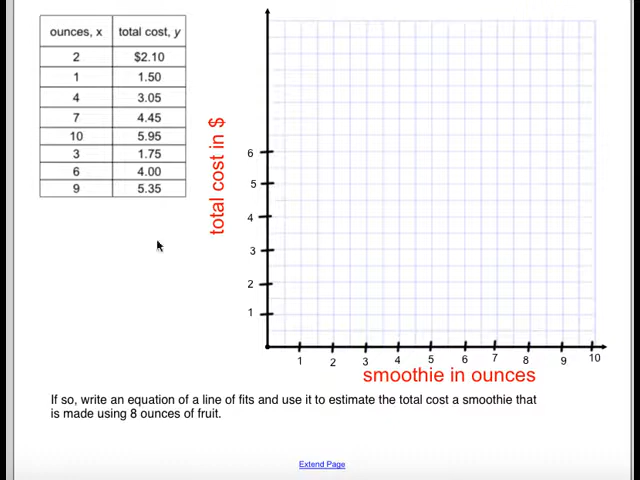 ounces, x total cost, y
2 $2.10
1 1.50
4 3.05
7 4.45
10 5.95
3 1.75
6 4.00
9 5.35
total cost in $
6
5
4
3
2
1
1 2 3 4 5 6 7 8 9 10
smoothie in ounces
If so, write an equation of a line of fits and use it to estimate the total cost a smoothie that
is made using 8 ounces of fruit.
Extend Page